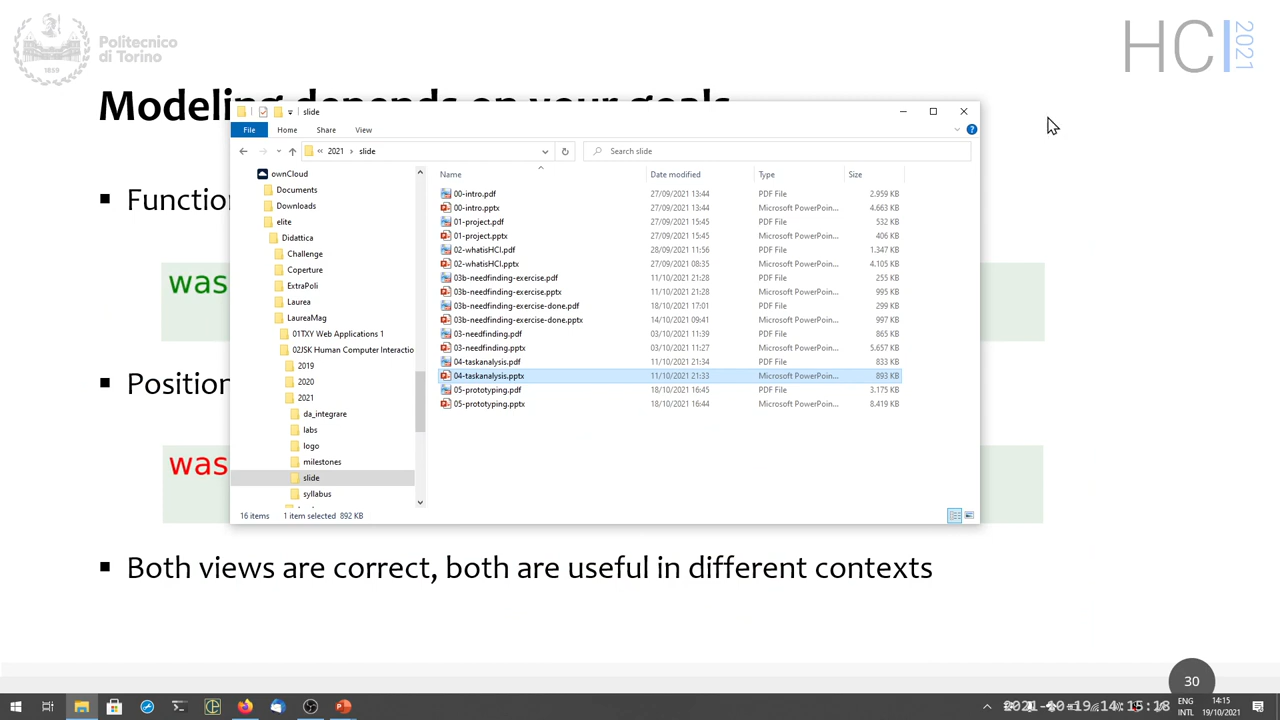 Politecnico
di Torino
1859
HCI
2021
Modeling depends on your goals
slide
File
Home
Share
View
2021
slide
Search slide
ownCloud
Documents
Downloads
elite
Didattica
Challenge
Coperture
ExtraPoli
Laurea
LaureaMag
01TXY Web Applications 1
02JSK Human Computer Interactio
2019
2020
2021
da_integrare
labs
logo
milestones
slide
syllabus
Name Date modified Type Size
00-intro.pdf 27/09/2021 13:44 PDF File 2.959 KB
00-intro.pptx 27/09/2021 13:44 Microsoft PowerPoin... 4.663 KB
01-project.pdf 27/09/2021 15:45 PDF File 532 KB
01-project.pptx 27/09/2021 15:45 Microsoft PowerPoin... 406 KB
02-whatisHCI.pdf 28/09/2021 11:56 PDF File 1.347 KB
02-whatisHCI.pptx 27/09/2021 08:35 Microsoft PowerPoin... 4.105 KB
03b-needfinding-exercise.pdf 11/10/2021 21:28 PDF File 255 KB
03b-needfinding-exercise.pptx 11/10/2021 21:28 Microsoft PowerPoin... 995 KB
03b-needfinding-exercise-done.pdf 18/10/2021 17:01 PDF File 299 KB
03b-needfinding-exercise-done.pptx 14/10/2021 09:41 Microsoft PowerPoin... 997 KB
03-needfinding.pdf 03/10/2021 11:39 PDF File 865 KB
03-needfinding.pptx 03/10/2021 11:27 Microsoft PowerPoin... 5.657 KB
04-taskanalysis.pdf 11/10/2021 21:34 PDF File 833 KB
04-taskanalysis.pptx 11/10/2021 21:33 Microsoft PowerPoin... 893 KB
05-prototyping.pdf 18/10/2021 16:45 PDF File 3.175 KB
05-prototyping.pptx 18/10/2021 16:44 Microsoft PowerPoin... 8.419 KB
16 items 1 item selected 892 KB
▪ Function
was
▪ Position
was
▪ Both views are correct, both are useful in different contexts
30
2021-10-19 14:15:18
ENG
INTL
14:15
19/10/2021